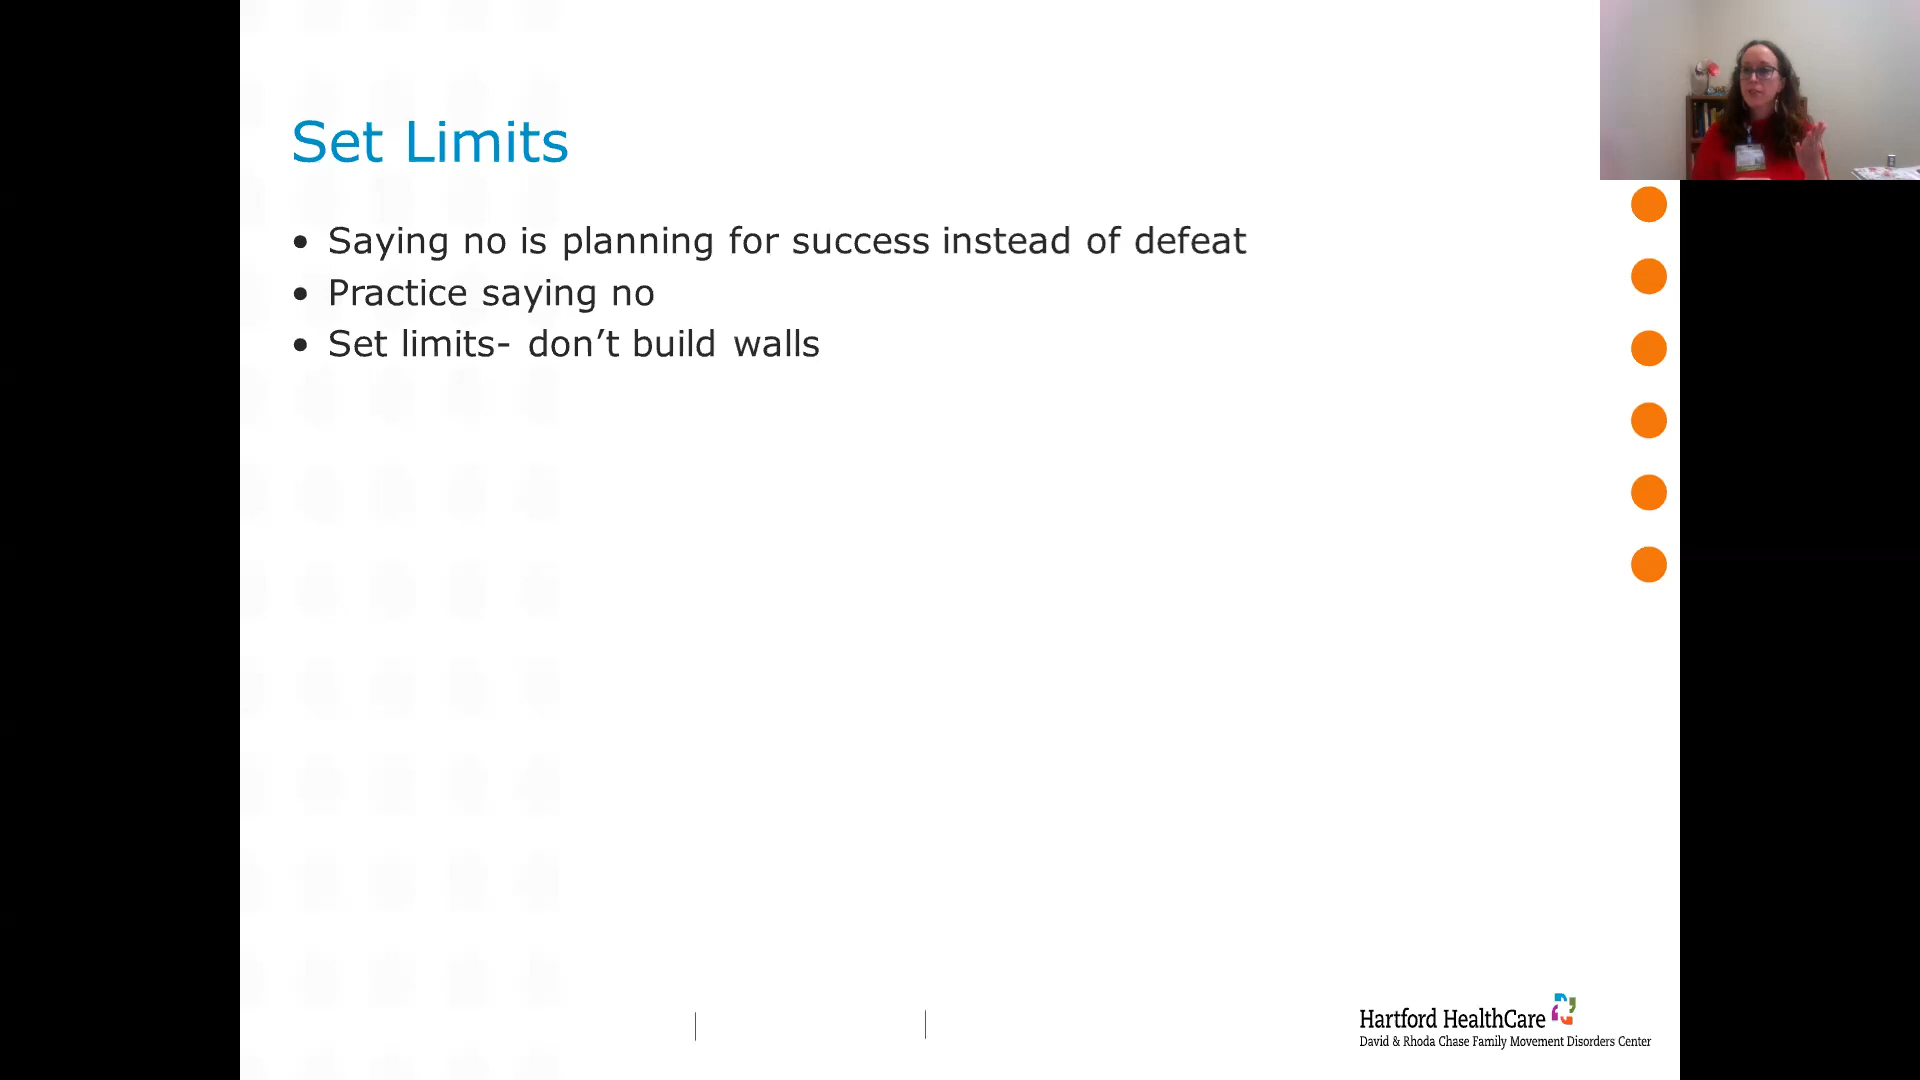 Set Limits
• Saying no is planning for success instead of defeat
• Practice saying no
• Set limits- don’t build walls
Hartford HealthCare
David & Rhoda Chase Family Movement Disorders Center